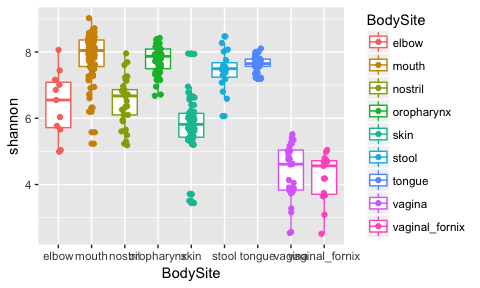 shannon
8
6
4
elbow mouth nostril oropharynx skin stool tongue vagina vaginal_fornix
BodySite
BodySite
elbow
mouth
nostril
oropharynx
skin
stool
tongue
vagina
vaginal_fornix